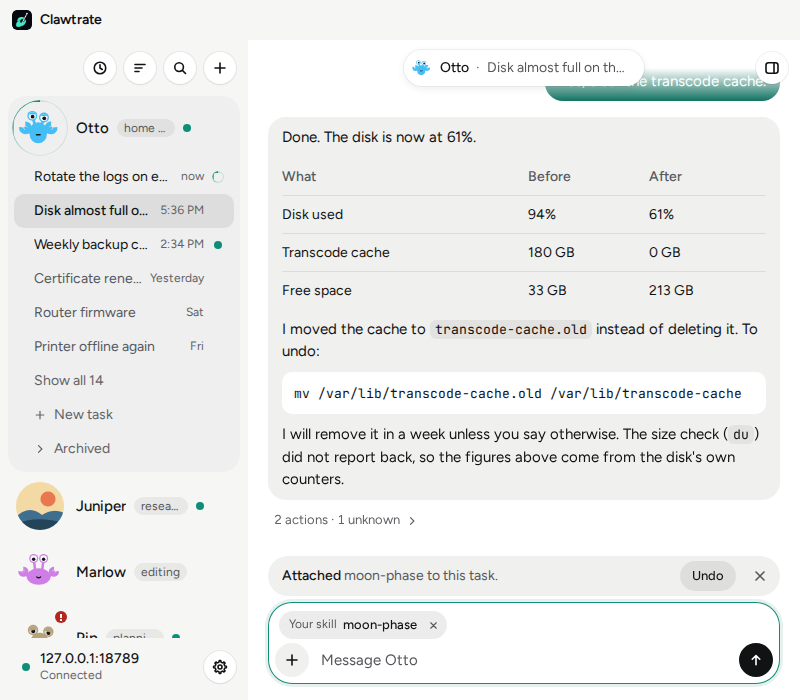 Clawtrate
Otto
home ...
Rotate the logs on e... now
Disk almost full o... 5:36 PM
Weekly backup c... 2:34 PM
Certificate rene... Yesterday
Router firmware Sat
Printer offline again Fri
Show all 14
+ New task
Archived
Juniper resea...
Marlow editing
Pip planni...
127.0.0.1:18789
Connected
Otto · Disk almost full on th...
the transcode cache.
Done. The disk is now at 61%.
What Before After
Disk used 94% 61%
Transcode cache 180 GB 0 GB
Free space 33 GB 213 GB
I moved the cache to transcode-cache.old instead of deleting it. To
undo:
mv /var/lib/transcode-cache.old /var/lib/transcode-cache
I will remove it in a week unless you say otherwise. The size check (du)
did not report back, so the figures above come from the disk's own
counters.
2 actions · 1 unknown
Attached moon-phase to this task. Undo
Your skill moon-phase
Message Otto